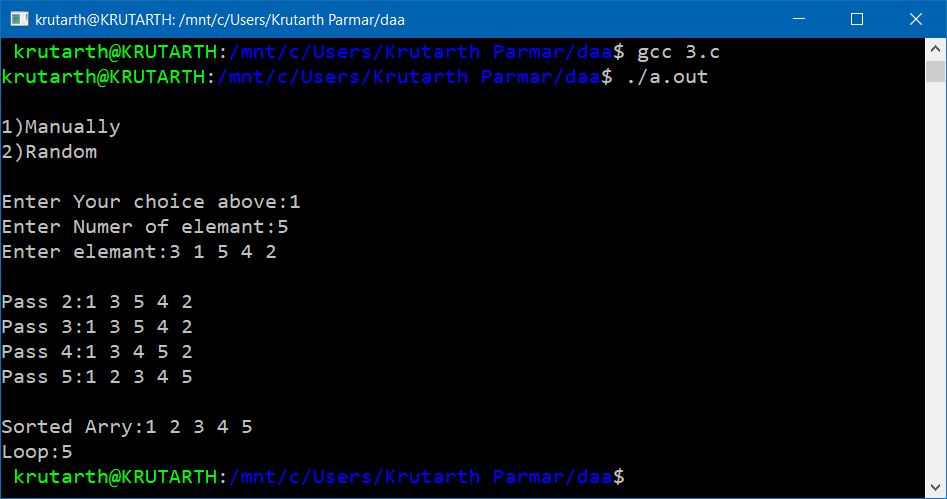 krutarth@KRUTARTH: /mnt/c/Users/Krutarth Parmar/daa
krutarth@KRUTARTH:/mnt/c/Users/Krutarth Parmar/daa$ gcc 3.c
krutarth@KRUTARTH:/mnt/c/Users/Krutarth Parmar/daa$ ./a.out
1)Manually
2)Random
Enter Your choice above:1
Enter Numer of elemant:5
Enter elemant:3 1 5 4 2
Pass 2:1 3 5 4 2
Pass 3:1 3 5 4 2
Pass 4:1 3 4 5 2
Pass 5:1 2 3 4 5
Sorted Arry:1 2 3 4 5
Loop:5
krutarth@KRUTARTH:/mnt/c/Users/Krutarth Parmar/daa$